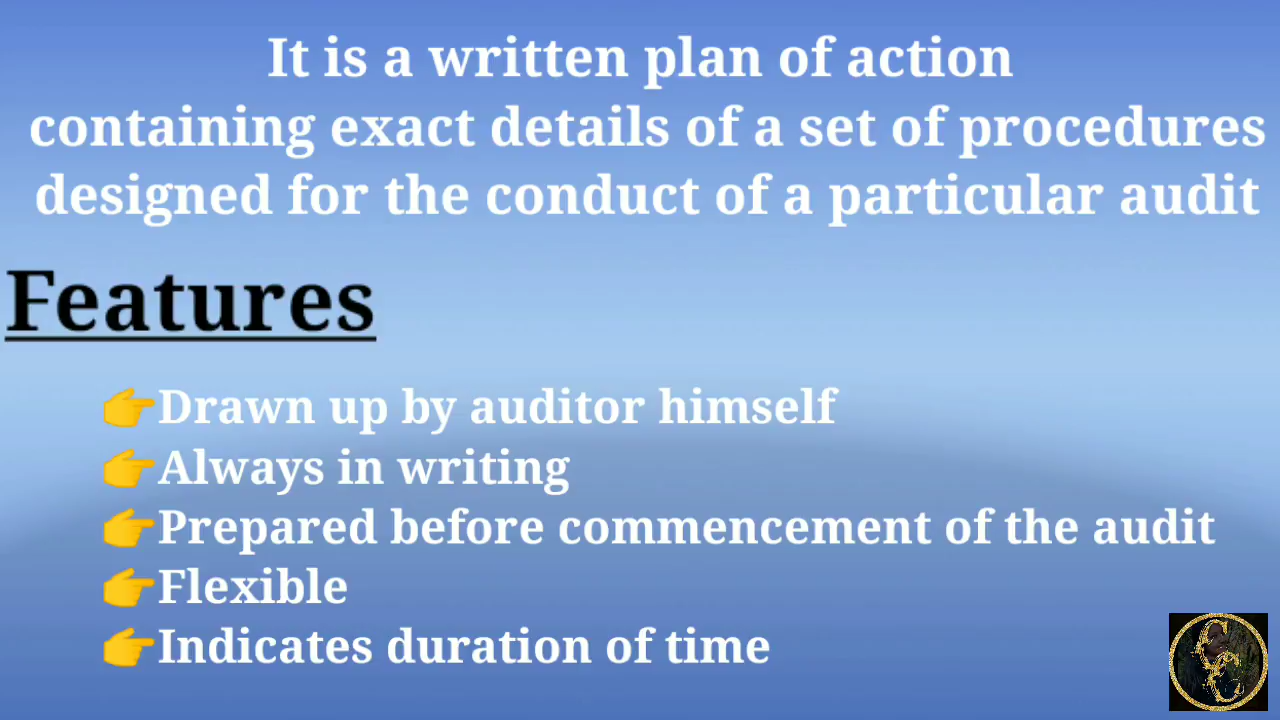 It is a written plan of action
containing exact details of a set of procedures
designed for the conduct of a particular audit
Features
👉Drawn up by auditor himself
👉Always in writing
👉Prepared before commencement of the audit
👉Flexible
👉Indicates duration of time